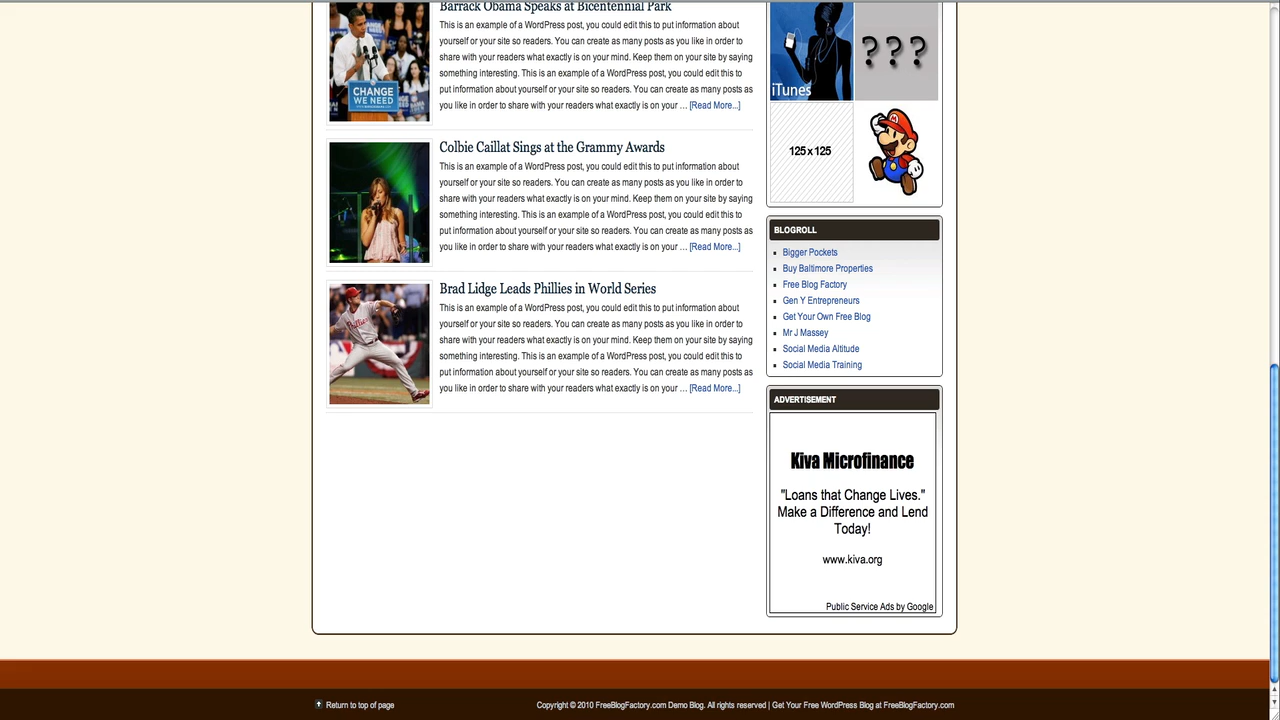 Barrack Obama Speaks at Bicentennial Park
This is an example of a WordPress post, you could edit this to put information about
yourself or your site so readers. You can create as many posts as you like in order to
share with your readers what exactly is on your mind. Keep them on your site by saying
something interesting. This is an example of a WordPress post, you could edit this to
put information about yourself or your site so readers. You can create as many posts as
you like in order to share with your readers what exactly is on your ... [Read More...]
CHANGE
WE NEED
Colbie Caillat Sings at the Grammy Awards
This is an example of a WordPress post, you could edit this to put information about
yourself or your site so readers. You can create as many posts as you like in order to
share with your readers what exactly is on your mind. Keep them on your site by saying
something interesting. This is an example of a WordPress post, you could edit this to
put information about yourself or your site so readers. You can create as many posts as
you like in order to share with your readers what exactly is on your ... [Read More...]
Brad Lidge Leads Phillies in World Series
This is an example of a WordPress post, you could edit this to put information about
yourself or your site so readers. You can create as many posts as you like in order to
share with your readers what exactly is on your mind. Keep them on your site by saying
something interesting. This is an example of a WordPress post, you could edit this to
put information about yourself or your site so readers. You can create as many posts as
you like in order to share with your readers what exactly is on your ... [Read More...]
iTunes
???
125 x 125
BLOGROLL
Bigger Pockets
Buy Baltimore Properties
Free Blog Factory
Gen Y Entrepreneurs
Get Your Own Free Blog
Mr J Massey
Social Media Altitude
Social Media Training
ADVERTISEMENT
Kiva Microfinance
"Loans that Change Lives."
Make a Difference and Lend
Today!
www.kiva.org
Public Service Ads by Google
Return to top of page
Copyright © 2010 FreeBlogFactory.com Demo Blog. All rights reserved | Get Your Free WordPress Blog at FreeBlogFactory.com